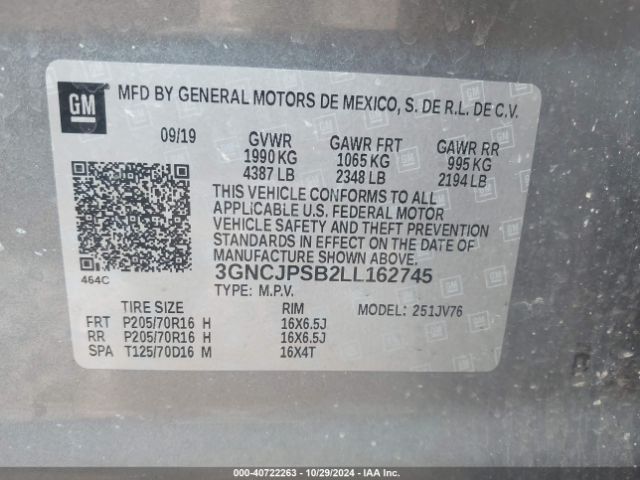 GM
MFD BY GENERAL MOTORS DE MEXICO, S. DE R.L. DE C.V.
09/19 GVWR GAWR FRT GAWR RR
1990 KG 1065 KG 995 KG
4387 LB 2348 LB 2194 LB
THIS VEHICLE CONFORMS TO ALL
APPLICABLE U.S. FEDERAL MOTOR
VEHICLE SAFETY AND THEFT PREVENTION
STANDARDS IN EFFECT ON THE DATE OF
MANUFACTURE SHOWN ABOVE.
464C
3GNCJPSB2LL162745
TYPE: M.P.V.
TIRE SIZE RIM MODEL: 251JV76
FRT P205/70R16 H 16X6.5J
RR P205/70R16 H 16X6.5J
SPA T125/70D16 M 16X4T
000-40722263 - 10/29/2024 - IAAI.COM